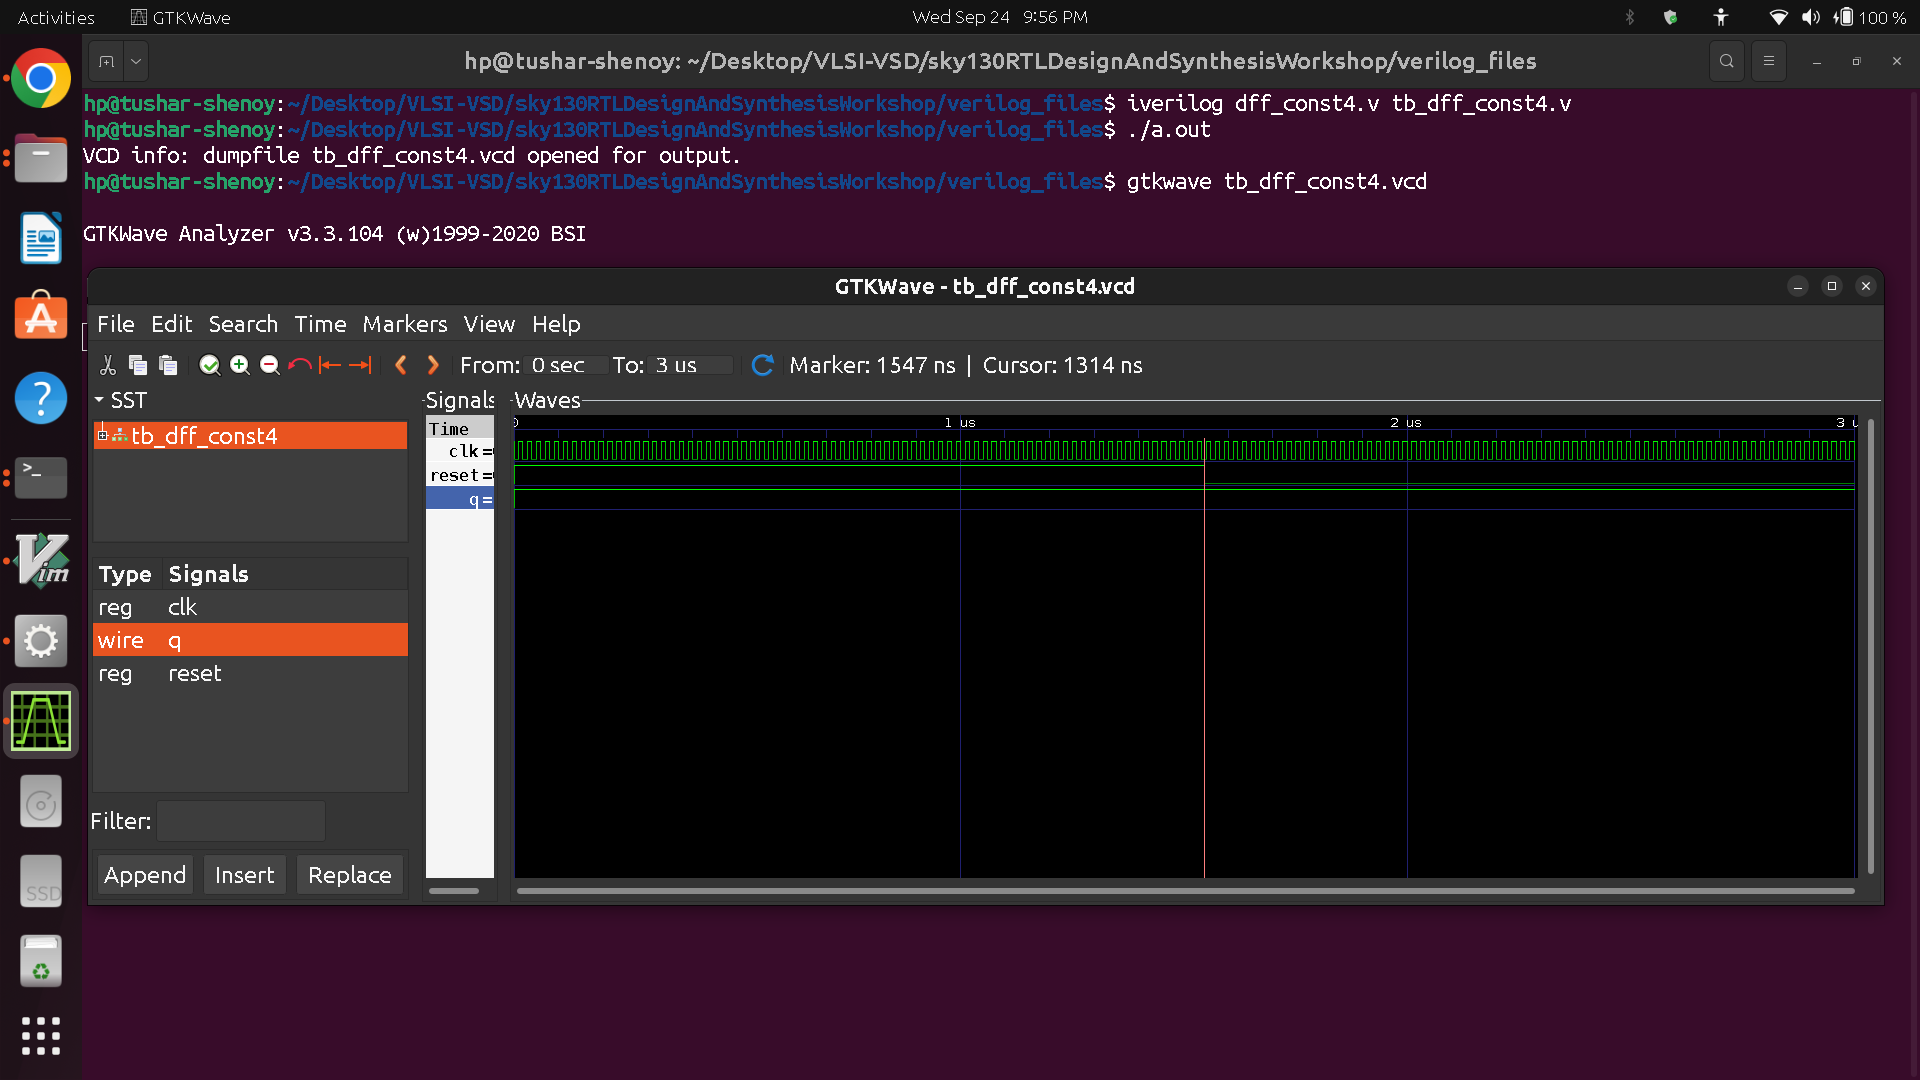 Activities GTKWave Wed Sep 24 9:56 PM 100 %
hp@tushar-shenoy: ~/Desktop/VLSI-VSD/sky130RTLDesignAndSynthesisWorkshop/verilog_files
hp@tushar-shenoy:~/Desktop/VLSI-VSD/sky130RTLDesignAndSynthesisWorkshop/verilog_files$ iverilog dff_const4.v tb_dff_const4.v
hp@tushar-shenoy:~/Desktop/VLSI-VSD/sky130RTLDesignAndSynthesisWorkshop/verilog_files$ ./a.out
VCD info: dumpfile tb_dff_const4.vcd opened for output.
hp@tushar-shenoy:~/Desktop/VLSI-VSD/sky130RTLDesignAndSynthesisWorkshop/verilog_files$ gtkwave tb_dff_const4.vcd
GTKWave Analyzer v3.3.104 (w)1999-2020 BSI
GTKWave - tb_dff_const4.vcd
File Edit Search Time Markers View Help
From: 0 sec To: 3 us Marker: 1547 ns | Cursor: 1314 ns
SST
tb_dff_const4
Type Signals
reg clk
wire q
reg reset
Filter:
Append Insert Replace
Signals
Time
clk =
reset =
q =
Waves
0 1 us 2 us 3 u
>_
Vim
SSD